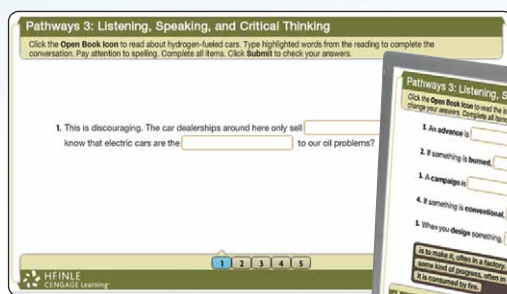 Pathways 3: Listening, Speaking, and Critical Thinking
Click the Open Book Icon to read about hydrogen-fueled cars. Type highlighted words from the reading to complete the
conversation. Pay attention to spelling. Complete all items. Click Submit to check your answers.
1. This is discouraging. The car dealerships around here only sell
know that electric cars are the to our oil problems?
1 2 3 4 5
HFINLE
CENGAGE Learning
Pathways 3: Listening, S
Click the Open Book Icon to read the
change your answers. Complete all items
1. An advance is
2. If something is burned,
3. A campaign is
4. If something is conventional,
5. When you design something,
is to make it, often in a factory.
some kind of progress, often in
it is consumed by fire.